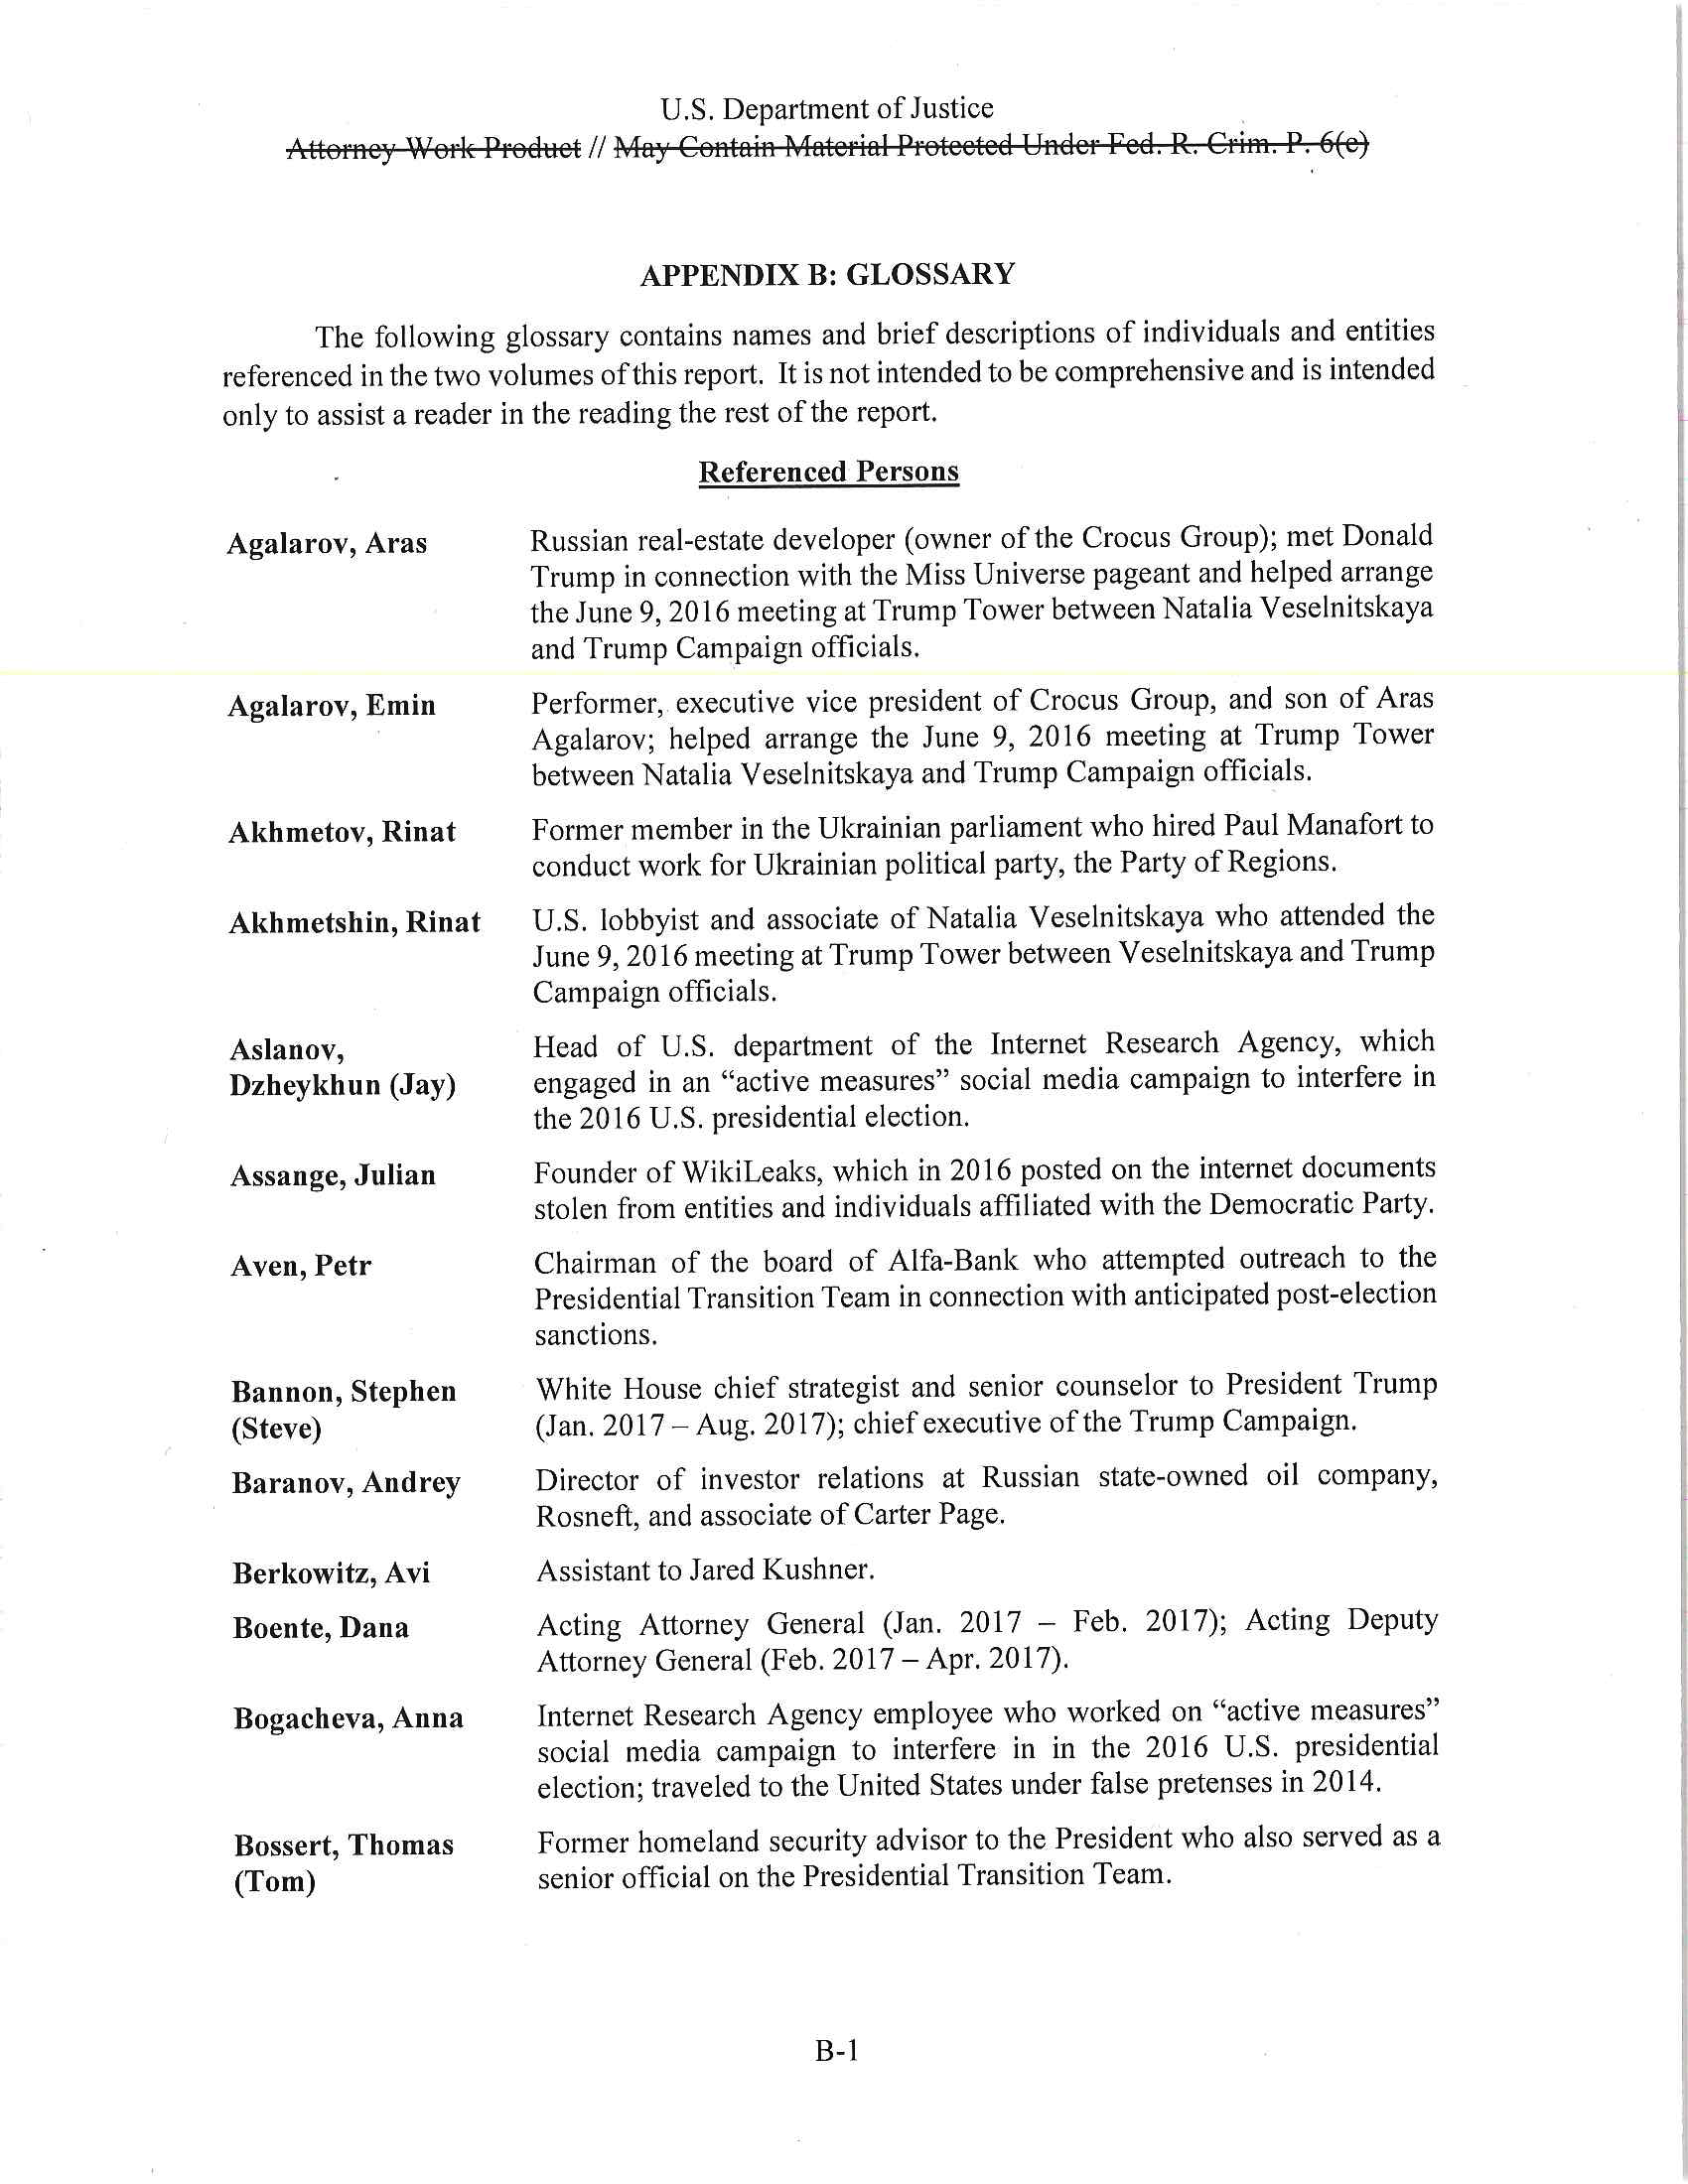 U.S. Department of Justice
Attorney Work Product // May Contain Material Protected Under Fed. R. Crim. P. 6(e)
APPENDIX B: GLOSSARY
The following glossary contains names and brief descriptions of individuals and entities
referenced in the two volumes of this report. It is not intended to be comprehensive and is intended
only to assist a reader in the reading the rest of the report.
Referenced Persons
Agalarov, Aras
Russian real-estate developer (owner of the Crocus Group); met Donald
Trump in connection with the Miss Universe pageant and helped arrange
the June 9, 2016 meeting at Trump Tower between Natalia Veselnitskaya
and Trump Campaign officials.
Agalarov, Emin
Performer, executive vice president of Crocus Group, and son of Aras
Agalarov; helped arrange the June 9, 2016 meeting at Trump Tower
between Natalia Veselnitskaya and Trump Campaign officials.
Akhmetov, Rinat
Former member in the Ukrainian parliament who hired Paul Manafort to
conduct work for Ukrainian political party, the Party of Regions.
Akhmetshin, Rinat
U.S. lobbyist and associate of Natalia Veselnitskaya who attended the
June 9, 2016 meeting at Trump Tower between Veselnitskaya and Trump
Campaign officials.
Aslanov,
Dzheykhun (Jay)
Head of U.S. department of the Internet Research Agency, which
engaged in an “active measures” social media campaign to interfere in
the 2016 U.S. presidential election.
Assange, Julian
Founder of WikiLeaks, which in 2016 posted on the internet documents
stolen from entities and individuals affiliated with the Democratic Party.
Aven, Petr
Chairman of the board of Alfa-Bank who attempted outreach to the
Presidential Transition Team in connection with anticipated post-election
sanctions.
Bannon, Stephen
(Steve)
White House chief strategist and senior counselor to President Trump
(Jan. 2017 – Aug. 2017); chief executive of the Trump Campaign.
Baranov, Andrey
Director of investor relations at Russian state-owned oil company,
Rosneft, and associate of Carter Page.
Berkowitz, Avi
Assistant to Jared Kushner.
Boente, Dana
Acting Attorney General (Jan. 2017 – Feb. 2017); Acting Deputy
Attorney General (Feb. 2017 – Apr. 2017).
Bogacheva, Anna
Internet Research Agency employee who worked on “active measures”
social media campaign to interfere in in the 2016 U.S. presidential
election; traveled to the United States under false pretenses in 2014.
Bossert, Thomas
(Tom)
Former homeland security advisor to the President who also served as a
senior official on the Presidential Transition Team.
B-1